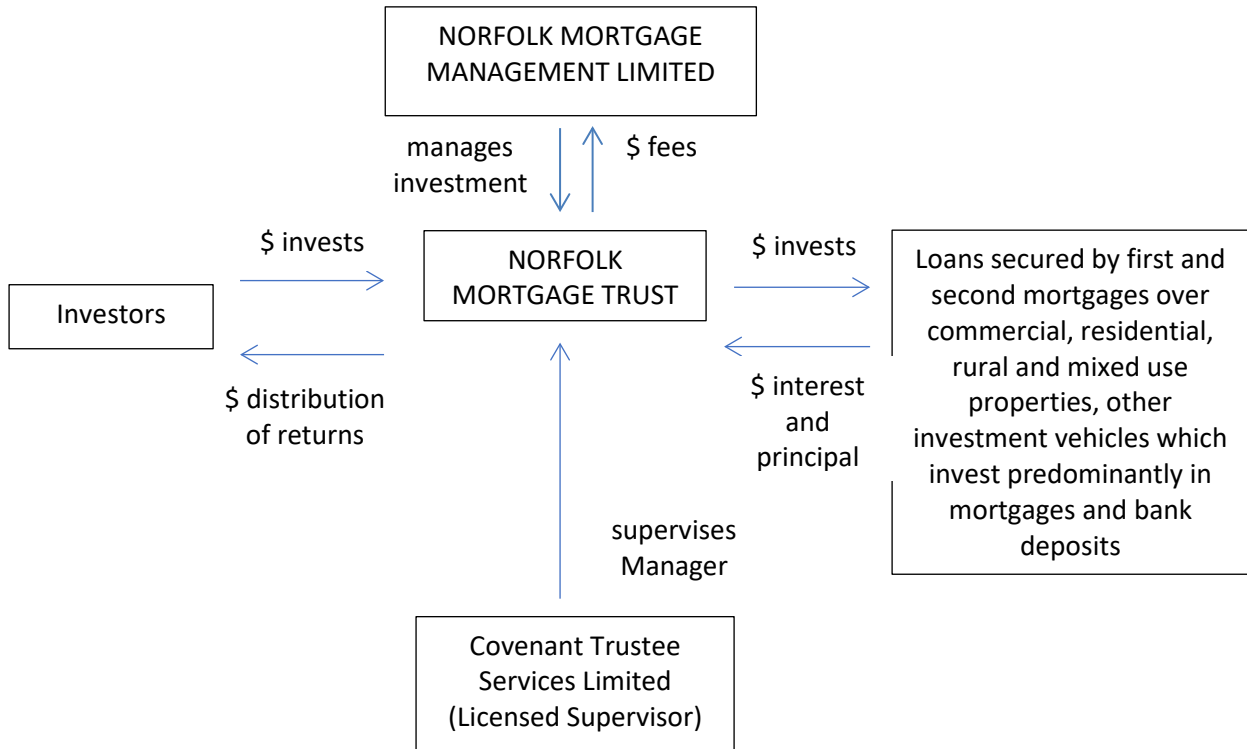 NORFOLK MORTGAGE
MANAGEMENT LIMITED
manages
investment
$ fees
$ invests
NORFOLK
MORTGAGE TRUST
$ invests
Investors
Loans secured by first and
second mortgages over
commercial, residential,
rural and mixed use
properties, other
investment vehicles which
invest predominantly in
mortgages and bank
deposits
$ distribution
of returns
$ interest
and
principal
supervises
Manager
Covenant Trustee
Services Limited
(Licensed Supervisor)